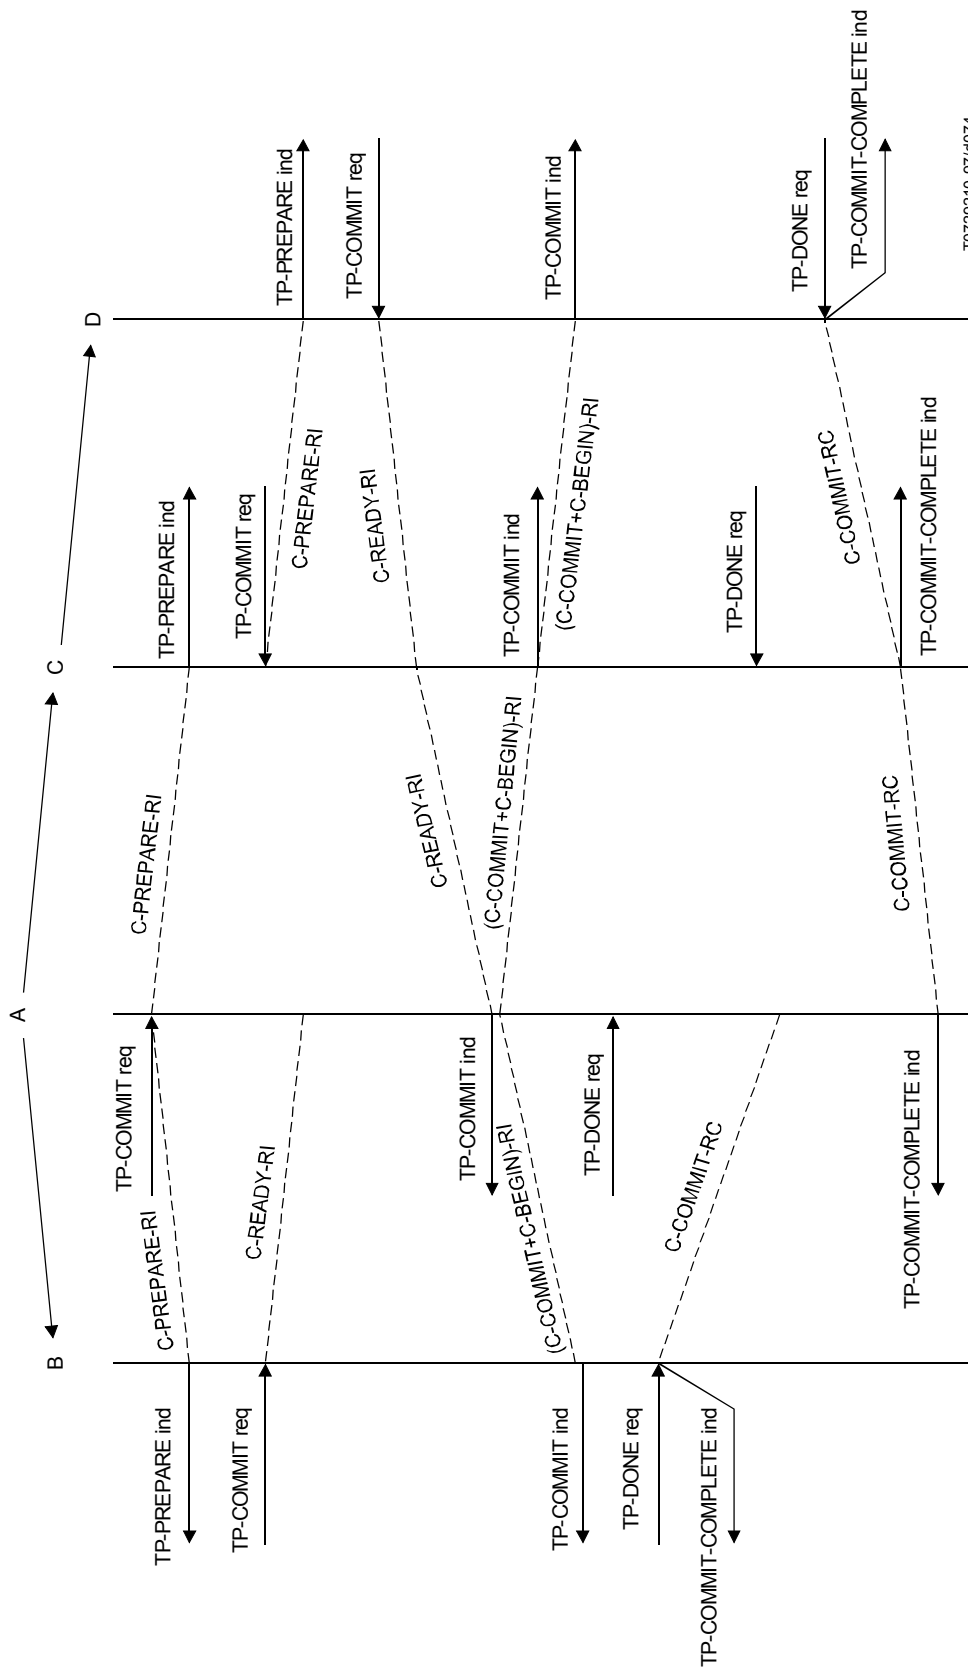 A
B
C
D
TP-COMMIT req
C-PREPARE-RI
C-PREPARE-RI
TP-PREPARE ind
TP-PREPARE ind
TP-COMMIT req
TP-COMMIT req
C-READY-RI
TP-PREPARE ind
C-PREPARE-RI
TP-COMMIT req
C-READY-RI
C-READY-RI
TP-COMMIT ind
(C-COMMIT+C-BEGIN)-RI
TP-COMMIT ind
(C-COMMIT+C-BEGIN)-RI
TP-COMMIT ind
TP-COMMIT ind
(C-COMMIT+C-BEGIN)-RI
TP-DONE req
TP-DONE req
C-COMMIT-RC
TP-COMMIT-COMPLETE ind
TP-DONE req
TP-DONE req
C-COMMIT-RC
TP-COMMIT-COMPLETE ind
C-COMMIT-RC
TP-COMMIT-COMPLETE ind
TP-COMMIT-COMPLETE ind